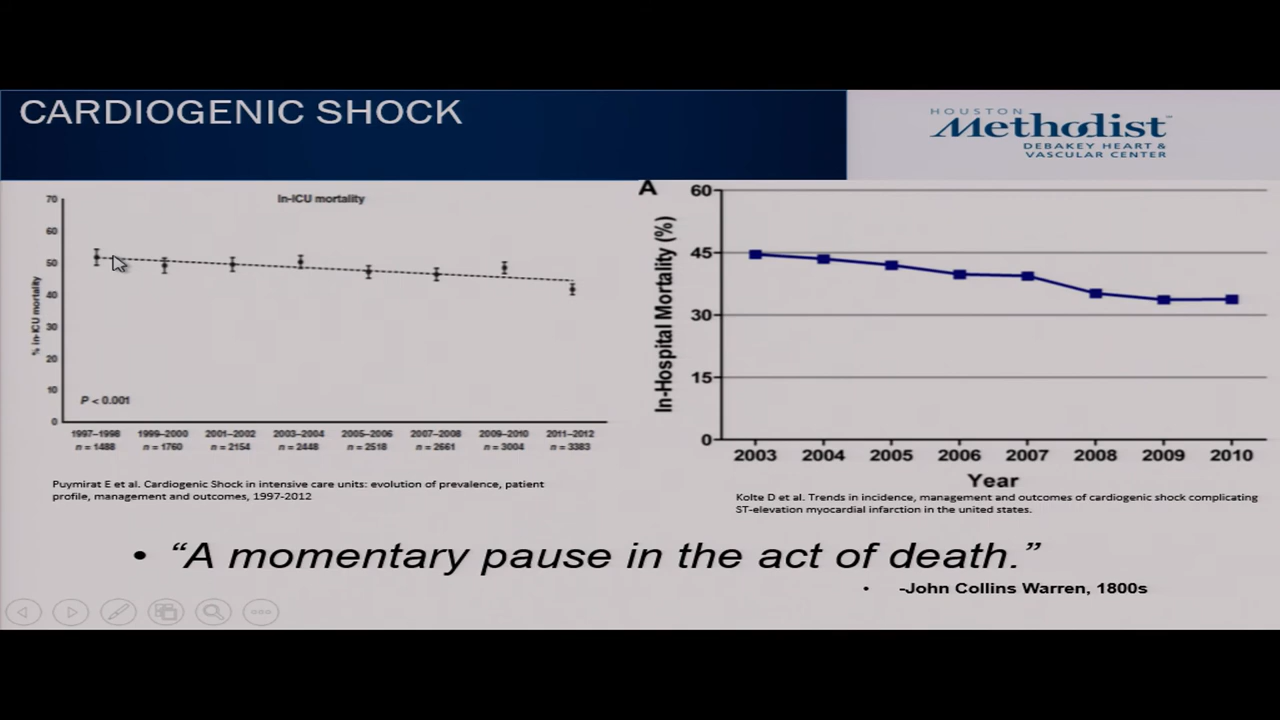 CARDIOGENIC SHOCK
HOUSTON
Methodist
DEBAKEY HEART &
VASCULAR CENTER
In-ICU mortality
% in-ICU mortality
70
60
50
40
30
20
10
0
P < 0.001
1997–1998 1999–2000 2001–2002 2003–2004 2005–2006 2007–2008 2009–2010 2011–2012
n = 1488 n = 1760 n = 2154 n = 2448 n = 2518 n = 2661 n = 3004 n = 3383
Puymirat E et al. Cardiogenic Shock in intensive care units: evolution of prevalence, patient
profile, management and outcomes, 1997-2012
A
In-Hospital Mortality (%)
60
45
30
15
0
2003 2004 2005 2006 2007 2008 2009 2010
Year
Kolte D et al. Trends in incidence, management and outcomes of cardiogenic shock complicating
ST-elevation myocardial infarction in the united states.
• “A momentary pause in the act of death.”
• -John Collins Warren, 1800s